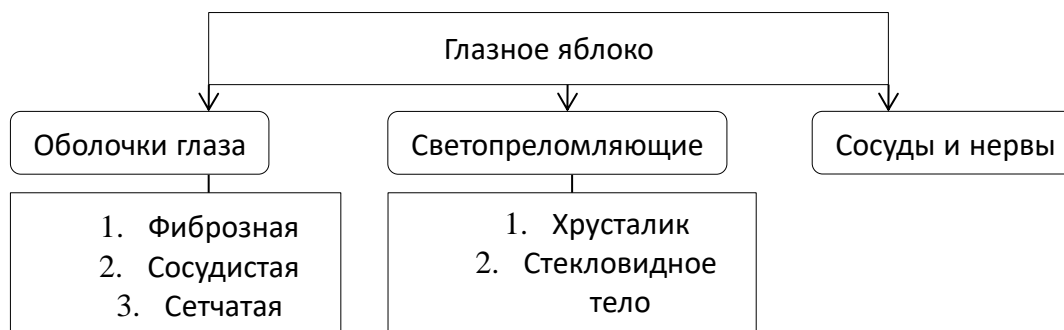 Глазное яблоко
Оболочки глаза
Светопреломляющие
Сосуды и нервы
1. Фиброзная
2. Сосудистая
3. Сетчатая
1. Хрусталик
2. Стекловидное
тело